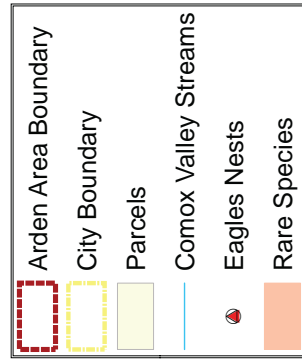 Arden Area Boundary
City Boundary
Parcels
Comox Valley Streams
Eagles Nests
Rare Species